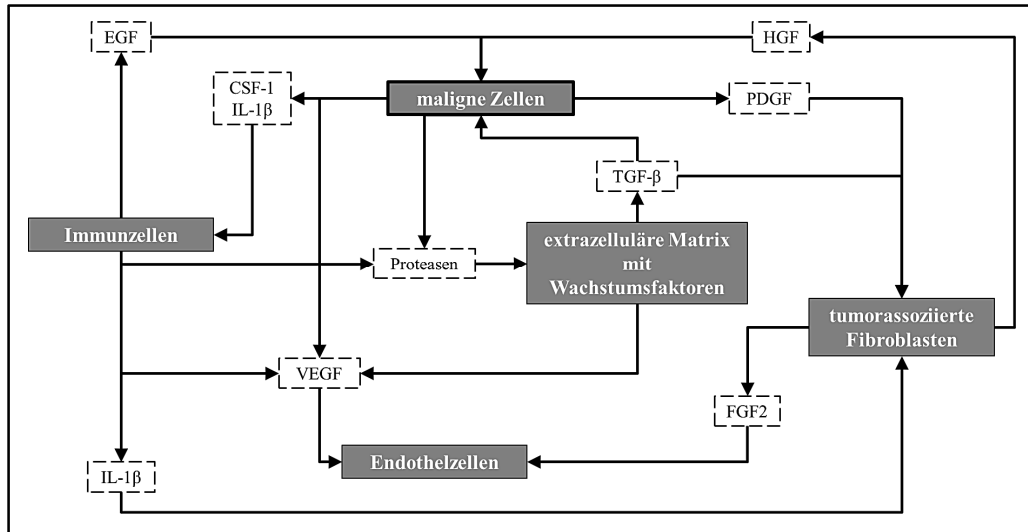 EGF
HGF
CSF-1
IL-1β
maligne Zellen
PDGF
TGF-β
Immunzellen
extrazelluläre Matrix
mit
Wachstumsfaktoren
Proteasen
tumorassoziierte
Fibroblasten
VEGF
FGF2
Endothelzellen
IL-1β